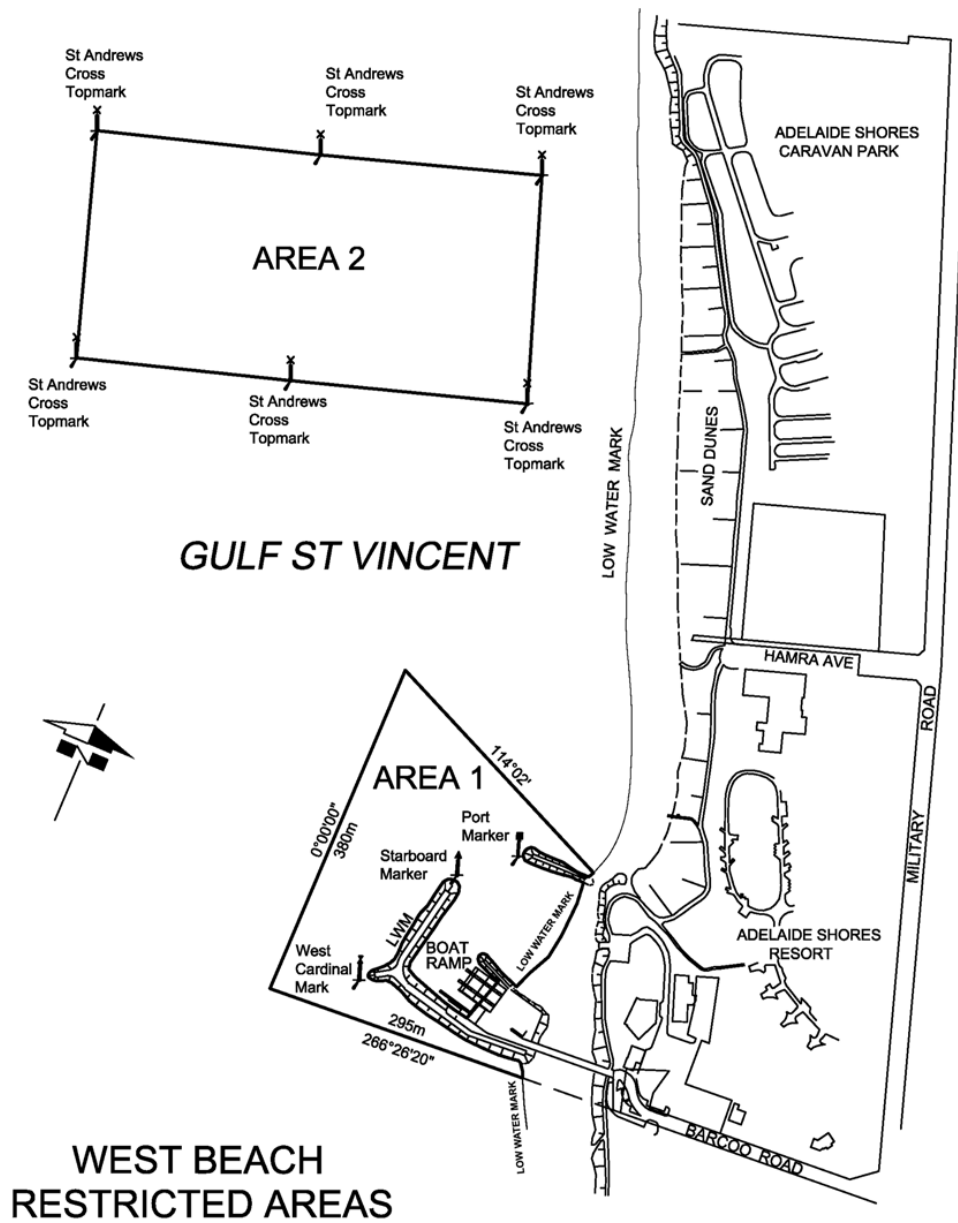 St Andrews
Cross
Topmark
St Andrews
Cross
Topmark
St Andrews
Cross
Topmark
ADELAIDE SHORES
CARAVAN PARK
AREA 2
St Andrews
Cross
Topmark
St Andrews
Cross
Topmark
St Andrews
Cross
Topmark
SAND DUNES
LOW WATER MARK
GULF ST VINCENT
HAMRA AVE
MILITARY ROAD
AREA 1
114°02'
0°00'00"
380m
Port
Marker
Starboard
Marker
LWM
BOAT
RAMP
LOW WATER MARK
West
Cardinal
Mark
ADELAIDE SHORES
RESORT
295m
266°26'20"
LOW WATER MARK
BARCOO ROAD
WEST BEACH
RESTRICTED AREAS